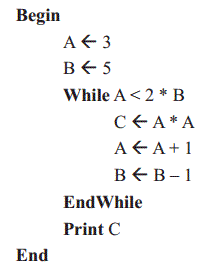 Begin
A ← 3
B ← 5
While A < 2 * B
C ← A * A
A ← A + 1
B ← B – 1
EndWhile
Print C
End